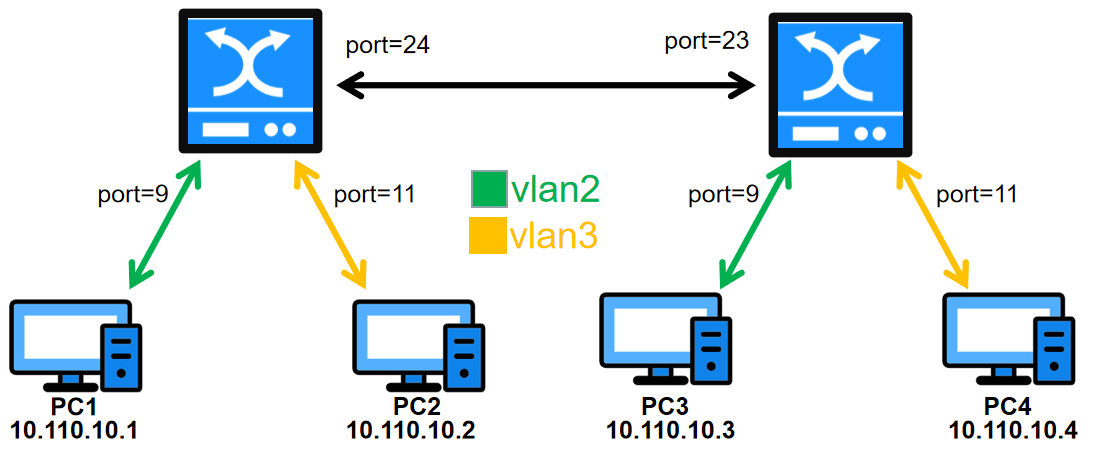 port=24
port=23
port=9
port=11
vlan2
vlan3
port=9
port=11
PC1
10.110.10.1
PC2
10.110.10.2
PC3
10.110.10.3
PC4
10.110.10.4